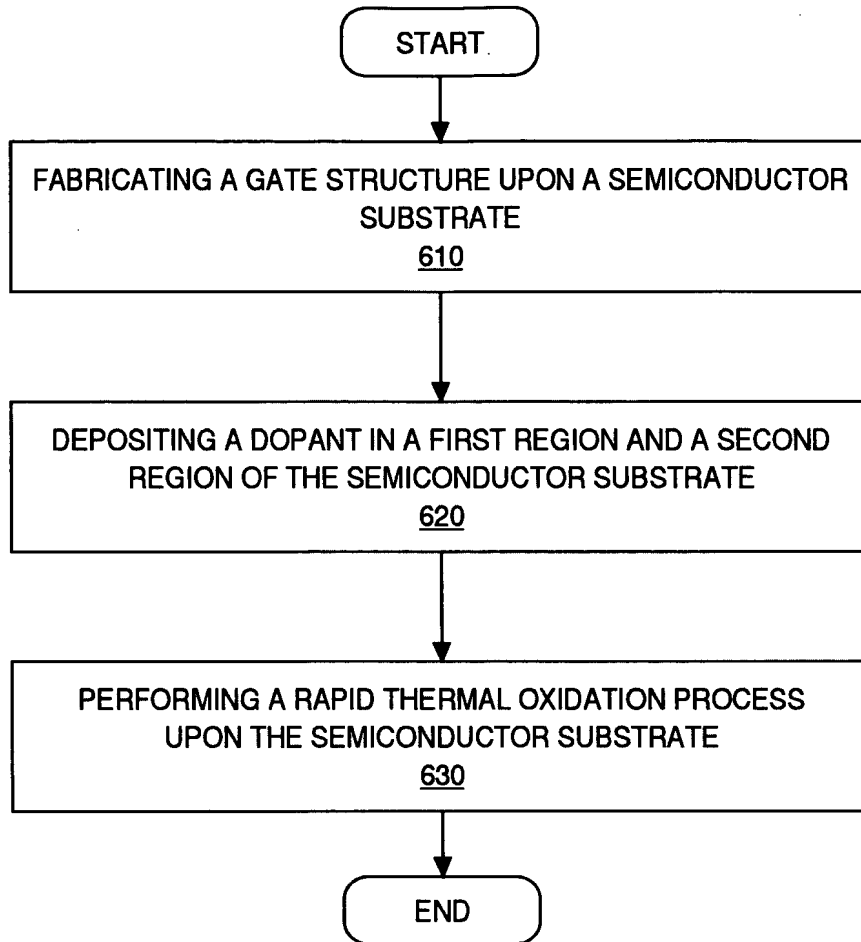 START
FABRICATING A GATE STRUCTURE UPON A SEMICONDUCTOR
SUBSTRATE
610
DEPOSITING A DOPANT IN A FIRST REGION AND A SECOND
REGION OF THE SEMICONDUCTOR SUBSTRATE
620
PERFORMING A RAPID THERMAL OXIDATION PROCESS
UPON THE SEMICONDUCTOR SUBSTRATE
630
END